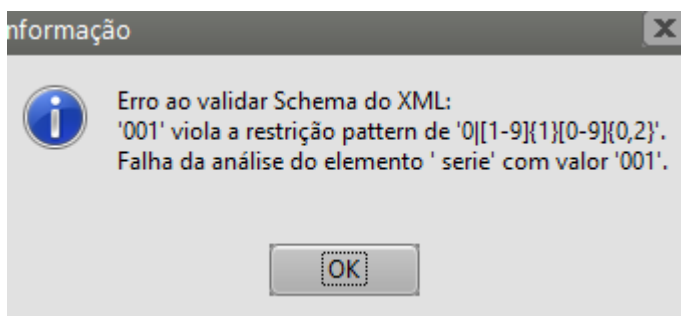 nformação
Erro ao validar Schema do XML:
'001' viola a restrição pattern de '0|[1-9]{1}[0-9]{0,2}'.
Falha da análise do elemento ' serie' com valor '001'.
OK